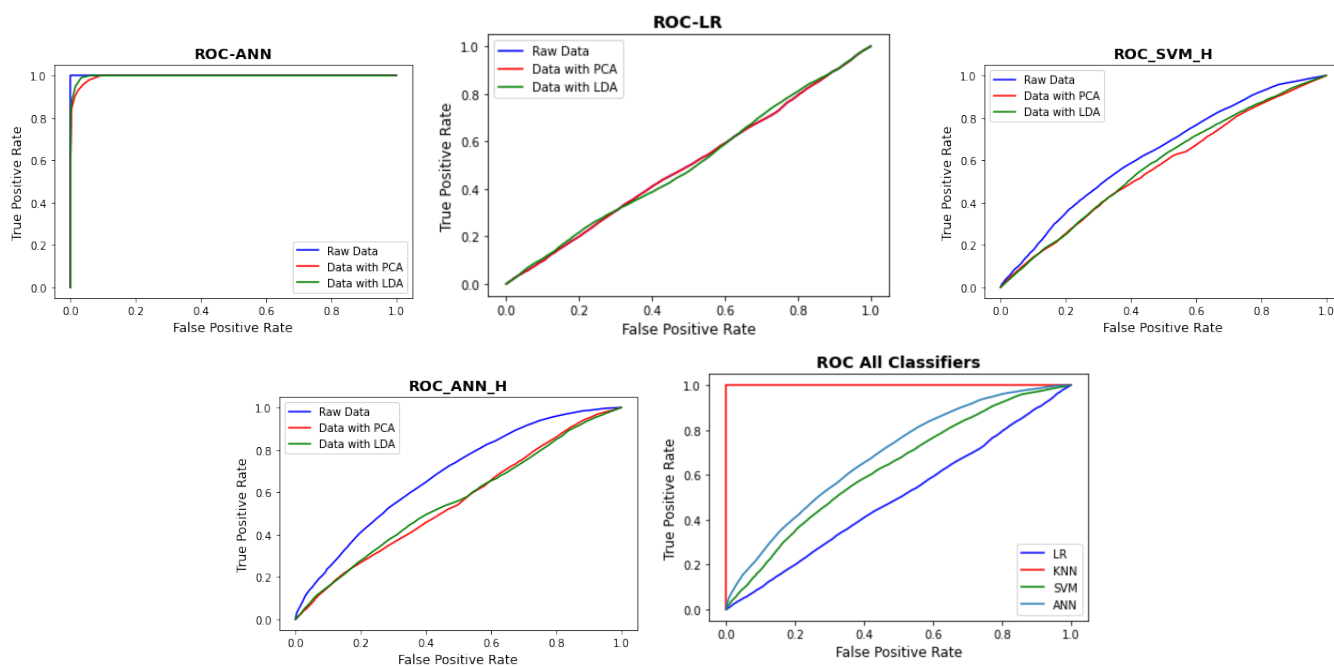 ROC-ANN
True Positive Rate
1.0
0.8
0.6
0.4
0.2
0.0
Raw Data
Data with PCA
Data with LDA
0.0 0.2 0.4 0.6 0.8 1.0
False Positive Rate
ROC-LR
True Positive Rate
1.0
0.8
0.6
0.4
0.2
0.0
Raw Data
Data with PCA
Data with LDA
0.0 0.2 0.4 0.6 0.8 1.0
False Positive Rate
ROC_SVM_H
True Positive Rate
1.0
0.8
0.6
0.4
0.2
0.0
Raw Data
Data with PCA
Data with LDA
0.0 0.2 0.4 0.6 0.8 1.0
False Positive Rate
ROC_ANN_H
True Positive Rate
1.0
0.8
0.6
0.4
0.2
0.0
Raw Data
Data with PCA
Data with LDA
0.0 0.2 0.4 0.6 0.8 1.0
False Positive Rate
ROC All Classifiers
True Positive Rate
1.0
0.8
0.6
0.4
0.2
0.0
LR
KNN
SVM
ANN
0.0 0.2 0.4 0.6 0.8 1.0
False Positive Rate